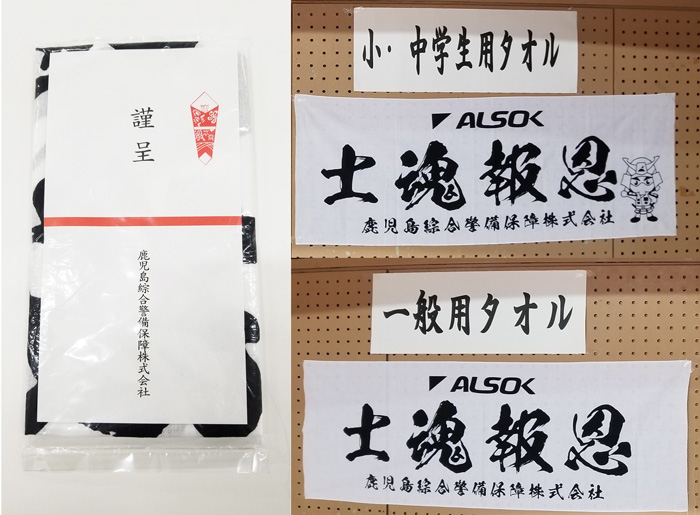 謹呈
鹿児島綜合警備保障株式会社
小・中学生用タオル
ALSOK
士魂報恩
鹿児島綜合警備保障株式会社
一般用タオル
ALSOK
士魂報恩
鹿児島綜合警備保障株式会社